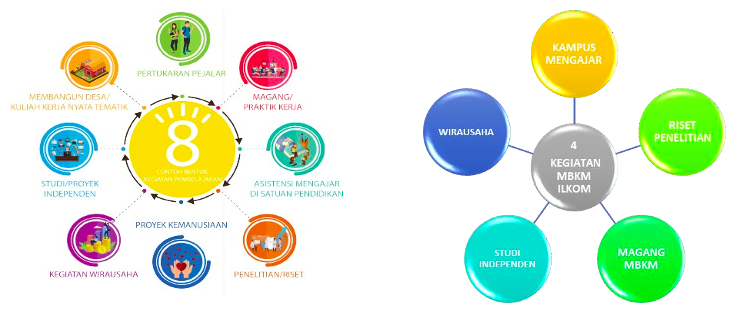 PERTUKARAN PEJALAR
MAGANG/
PRAKTIK KERJA
ASISTENSI MENGAJAR
DI SATUAN PENDIDIKAN
PENELITIAN/RISET
PROYEK KEMANUSIAAN
KEGIATAN WIRAUSAHA
STUDI/PROYEK
INDEPENDEN
MEMBANGUN DESA/
KULIAH KERJA NYATA TEMATIK
8
CONTOH BENTUK
KEGIATAN PEMBELAJARAN
KAMPUS
MENGAJAR
RISET
PENELITIAN
MAGANG
MBKM
STUDI
INDEPENDEN
WIRAUSAHA
4
KEGIATAN
MBKM
ILKOM